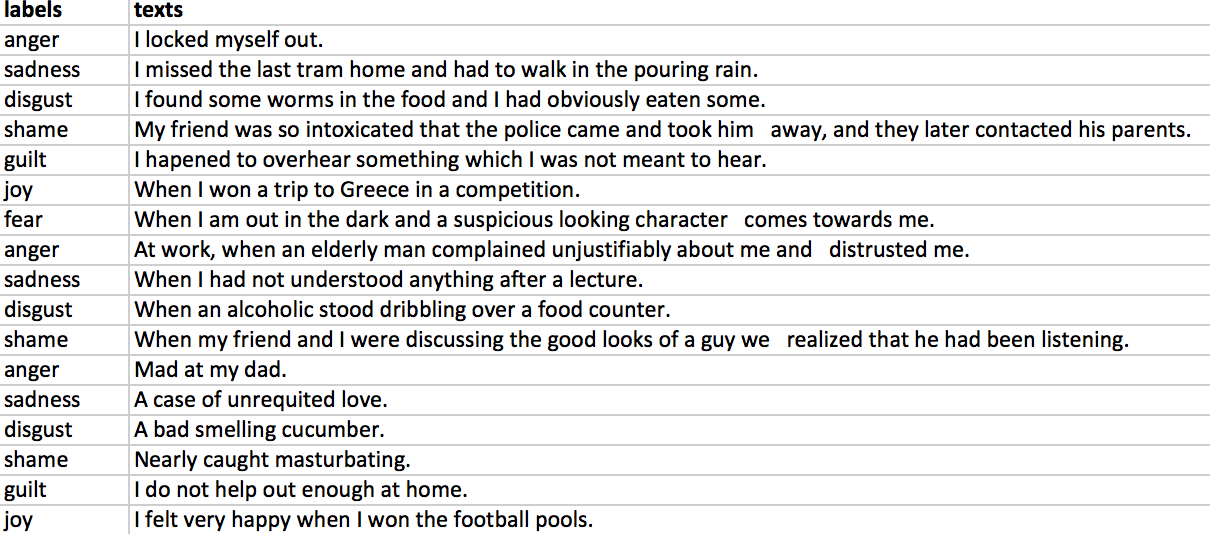 labels texts
anger I locked myself out.
sadness I missed the last tram home and had to walk in the pouring rain.
disgust I found some worms in the food and I had obviously eaten some.
shame My friend was so intoxicated that the police came and took him   away, and they later contacted his parents.
guilt I hapened to overhear something which I was not meant to hear.
joy When I won a trip to Greece in a competition.
fear When I am out in the dark and a suspicious looking character   comes towards me.
anger At work, when an elderly man complained unjustifiably about me and   distrusted me.
sadness When I had not understood anything after a lecture.
disgust When an alcoholic stood dribbling over a food counter.
shame When my friend and I were discussing the good looks of a guy we   realized that he had been listening.
anger Mad at my dad.
sadness A case of unrequited love.
disgust A bad smelling cucumber.
shame Nearly caught masturbating.
guilt I do not help out enough at home.
joy I felt very happy when I won the football pools.